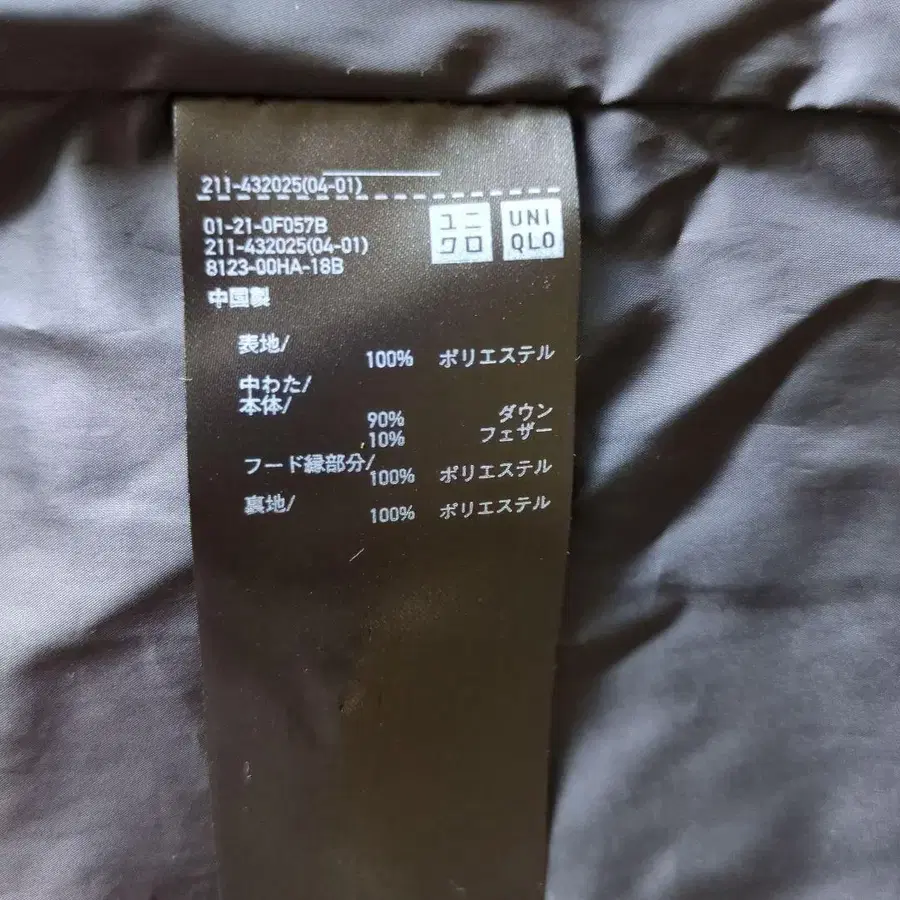 211-432025(04-01)
01-21-0F057B
211-432025(04-01)
8123-00HA-18B
ユニ
クロ
UNI
QLO
中国製
表地/
100% ポリエステル
中わた/
本体/
90% ダウン
10% フェザー
フード縁部分/
100% ポリエステル
裏地/
100% ポリエステル